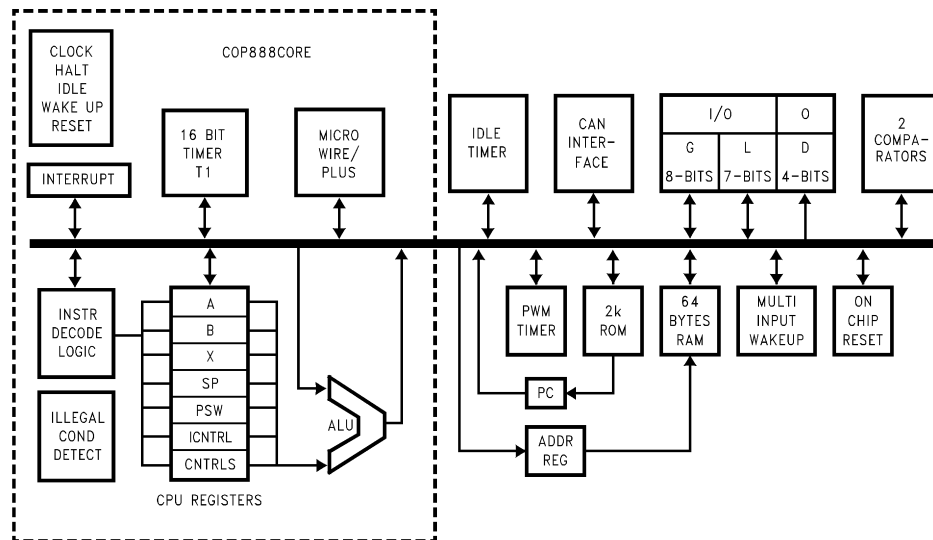 COP888CORE
CLOCK
HALT
IDLE
WAKE UP
RESET
INTERRUPT
16 BIT
TIMER
T1
MICRO
WIRE/
PLUS
IDLE
TIMER
CAN
INTER-
FACE
I/O
O
G
L
D
8-BITS
7-BITS
4-BITS
2
COMPA-
RATORS
INSTR
DECODE
LOGIC
ILLEGAL
COND
DETECT
A
B
X
SP
PSW
ICNTRL
CNTRLS
CPU REGISTERS
ALU
PWM
TIMER
2k
ROM
64
BYTES
RAM
MULTI
INPUT
WAKEUP
ON
CHIP
RESET
PC
ADDR
REG